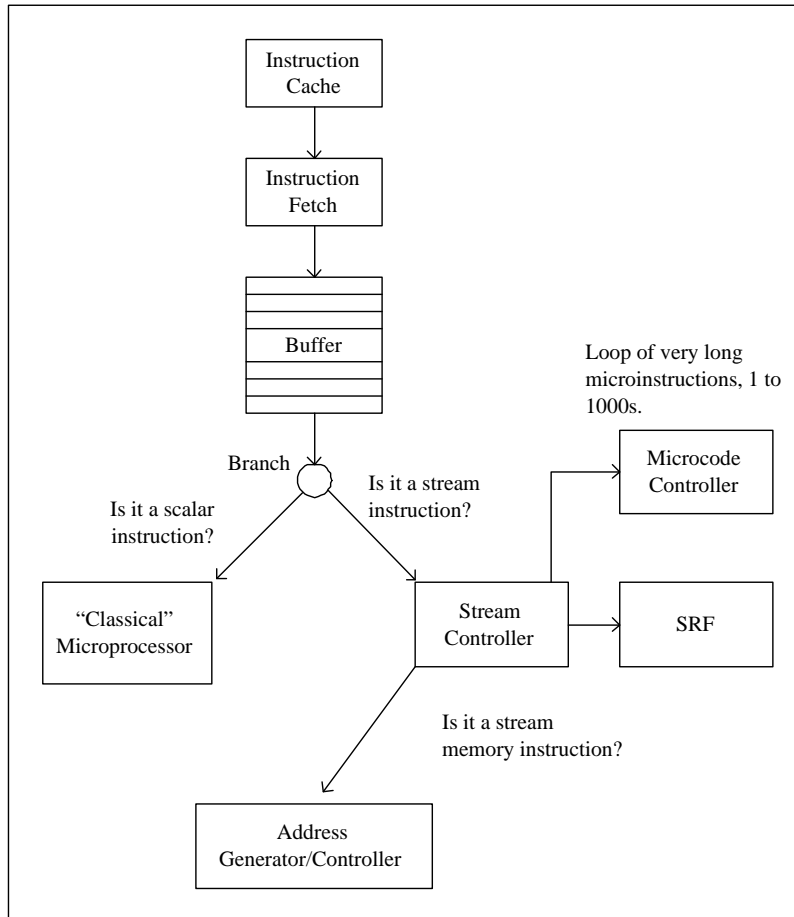 Instruction
Cache
Instruction
Fetch
Buffer
Loop of very long
microinstructions, 1 to
1000s.
Branch
Is it a stream
instruction?
Microcode
Controller
Is it a scalar
instruction?
“Classical”
Microprocessor
Stream
Controller
SRF
Is it a stream
memory instruction?
Address
Generator/Controller